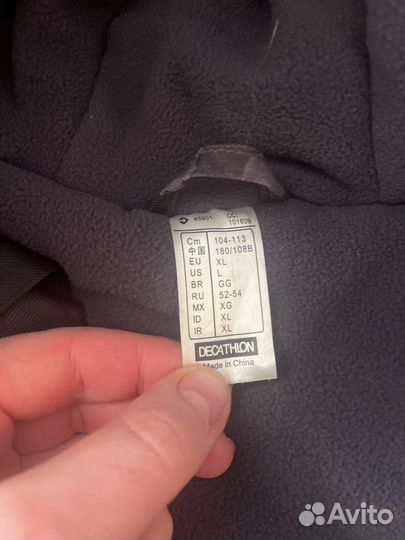 45901 CC: 101609
Cm 104-113
中国 180/108B
EU XL
US L
BR GG
RU 52-54
MX XG
ID XL
IR XL
DECATHLON
Made in China
Avito